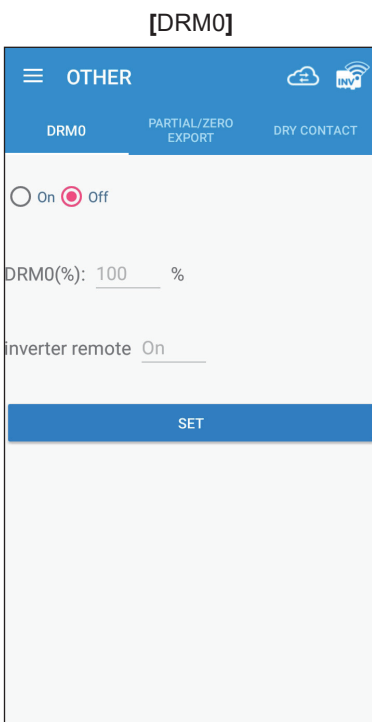 [DRM0]
OTHER
INV
DRM0
PARTIAL/ZERO
EXPORT
DRY CONTACT
On Off
DRM0(%): 100 %
inverter remote On
SET